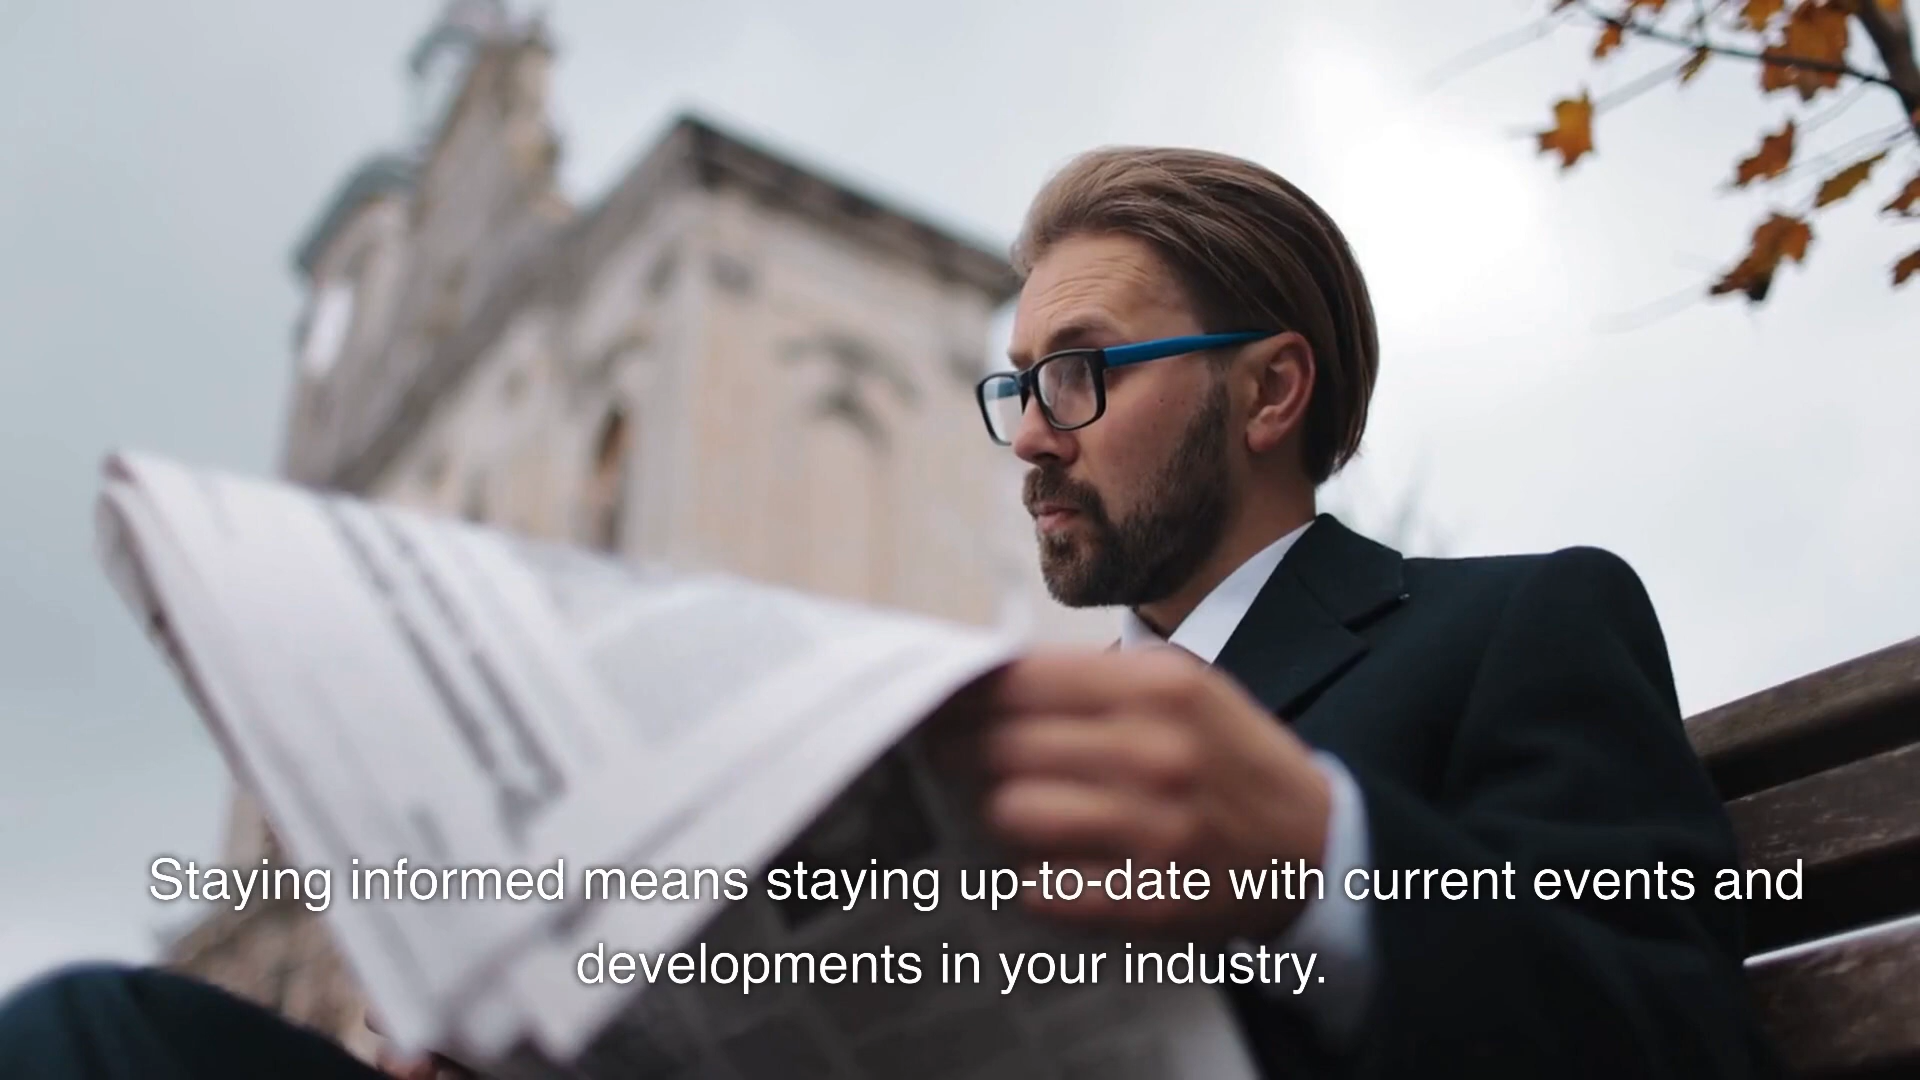 Staying informed means staying up-to-date with current events and
developments in your industry.